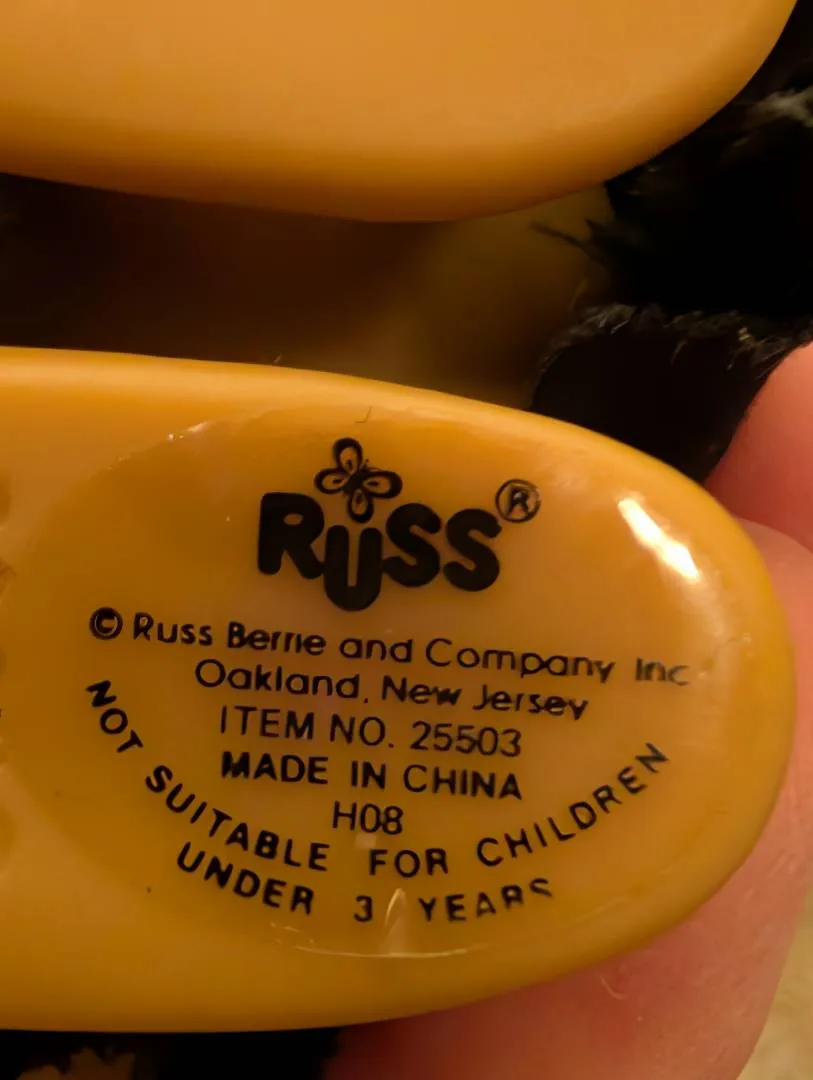 RUSS®
© Russ Berrie and Company Inc
Oakland, New Jersey
ITEM NO. 25503
MADE IN CHINA
H08
NOT SUITABLE FOR CHILDREN
UNDER 3 YEARS